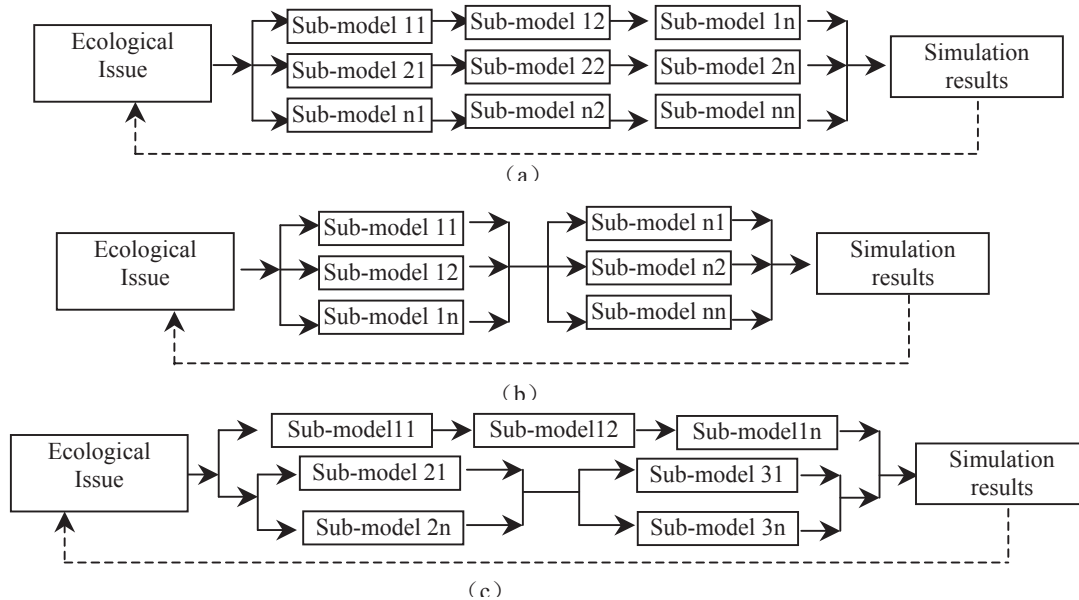 Ecological
Issue
Sub-model 11
Sub-model 12
Sub-model 1n
Sub-model 21
Sub-model 22
Sub-model 2n
Sub-model n1
Sub-model n2
Sub-model nn
Simulation
results
（a）
Ecological
Issue
Sub-model 11
Sub-model 12
Sub-model 1n
Sub-model n1
Sub-model n2
Sub-model nn
Simulation
results
（b）
Ecological
Issue
Sub-model11
Sub-model12
Sub-model1n
Sub-model 21
Sub-model 2n
Sub-model 31
Sub-model 3n
Simulation
results
（c）